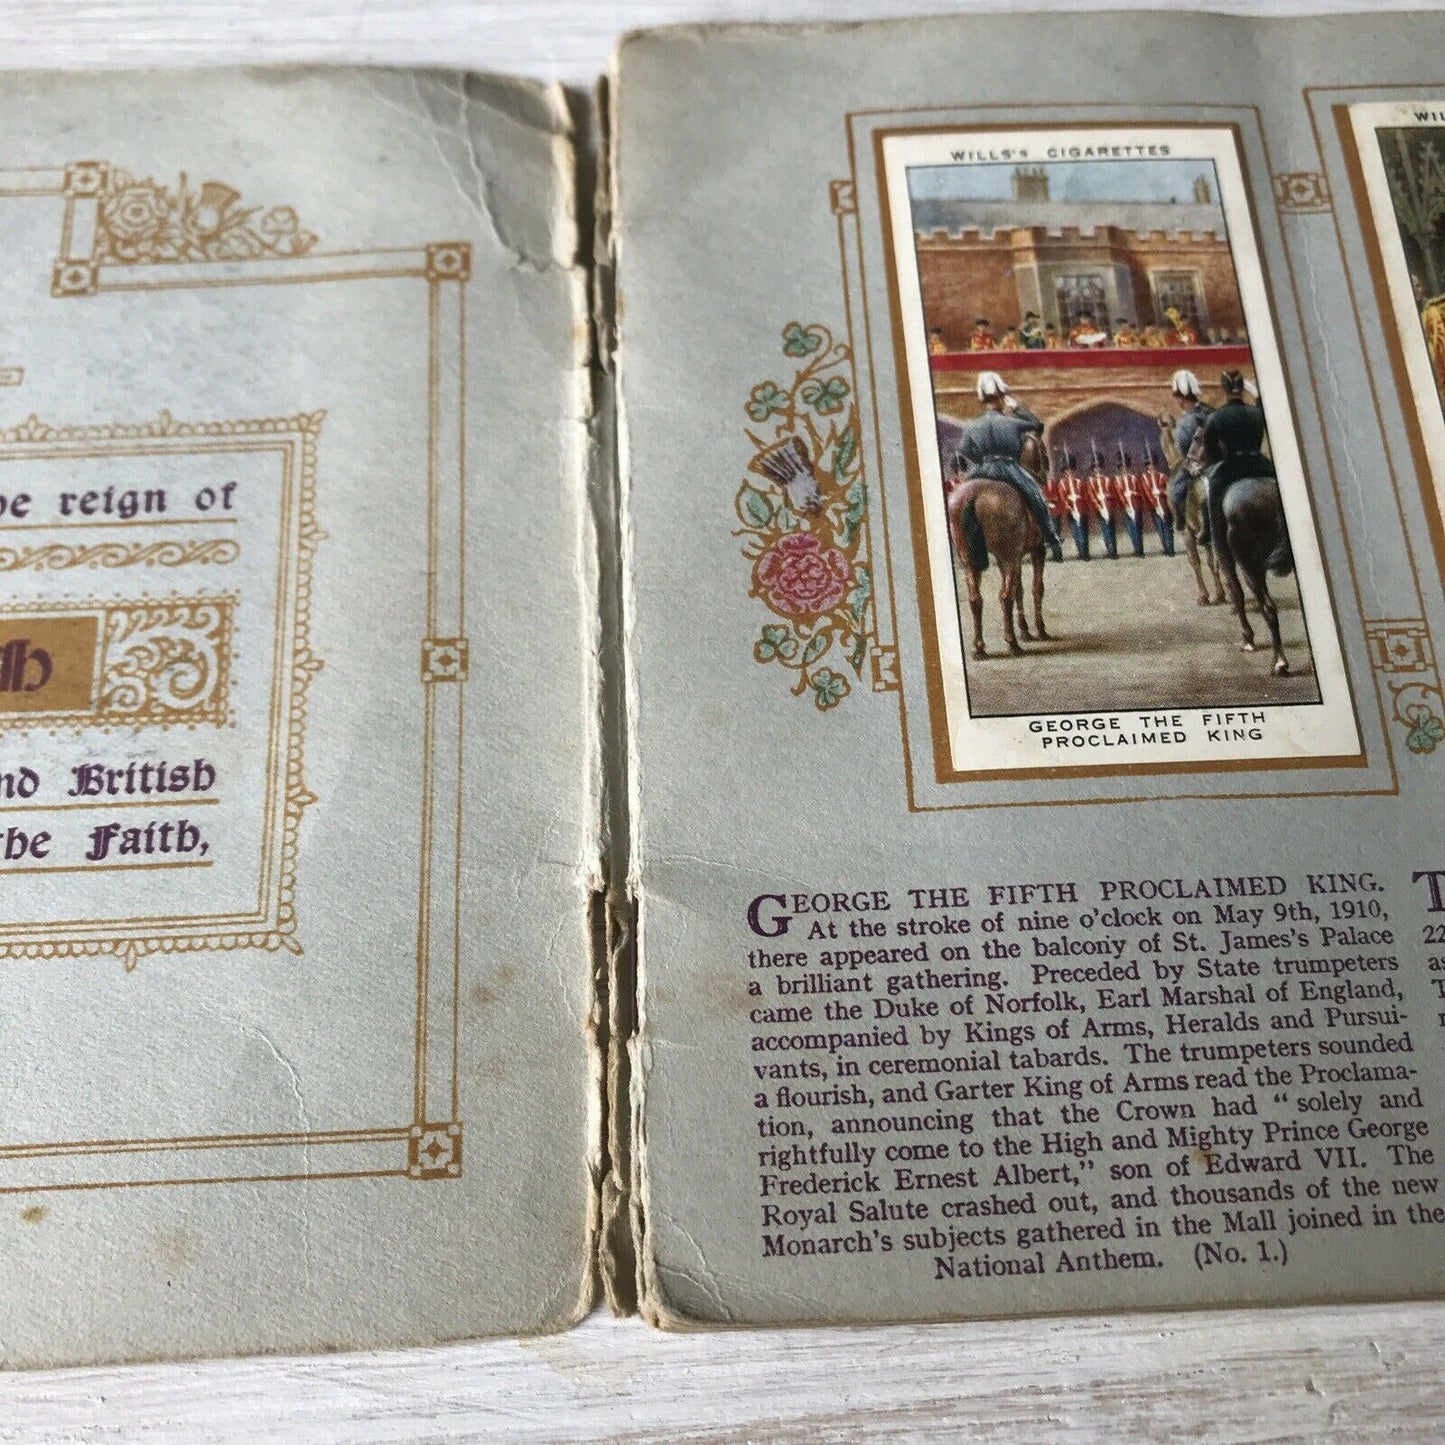 be reign of
h
nd British
the Faith,
WILLS'S CIGARETTES
GEORGE THE FIFTH
PROCLAIMED KING
WIL
GEORGE THE FIFTH PROCLAIMED KING.
At the stroke of nine o'clock on May 9th, 1910,
there appeared on the balcony of St. James's Palace
a brilliant gathering. Preceded by State trumpeters
came the Duke of Norfolk, Earl Marshal of England,
accompanied by Kings of Arms, Heralds and Pursui-
vants, in ceremonial tabards. The trumpeters sounded
a flourish, and Garter King of Arms read the Proclama-
tion, announcing that the Crown had "solely and
rightfully come to the High and Mighty Prince George
Frederick Ernest Albert," son of Edward VII. The
Royal Salute crashed out, and thousands of the new
Monarch's subjects gathered in the Mall joined in the
National Anthem. (No. 1.)
T
22
as
T